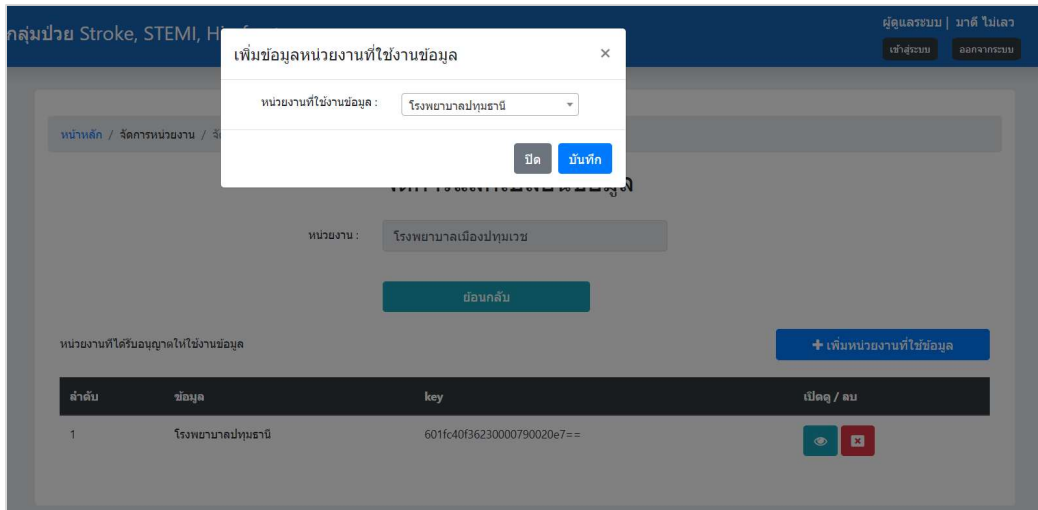 กลุ่มป่วย Stroke, STEMI, H
ผู้ดูแลระบบ | มาดี ไม่เลว
เข้าสู่ระบบ ออกจากระบบ
เพิ่มข้อมูลหน่วยงานที่ใช้งานข้อมูล ×
หน่วยงานที่ใช้งานข้อมูล : โรงพยาบาลปทุมธานี
หน้าหลัก / จัดการหน่วยงาน /
ปิด บันทึก
หน่วยงาน : โรงพยาบาลเมืองปทุมเวช
ย้อนกลับ
หน่วยงานที่ได้รับอนุญาตให้ใช้งานข้อมูล
+ เพิ่มหน่วยงานที่ใช้ข้อมูล
ลำดับ ข้อมูล key เปิดดู / ลบ
1 โรงพยาบาลปทุมธานี 601fc40f36230000790020e7==